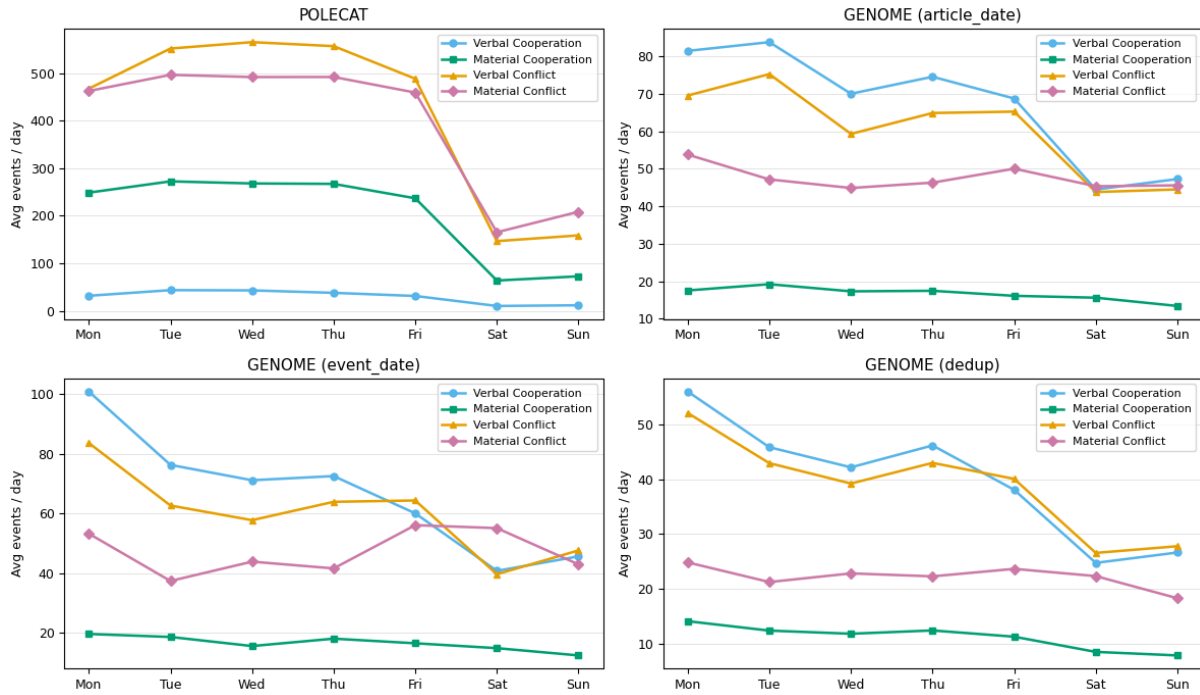 POLECAT
Avg events / day
500
400
300
200
100
0
Mon Tue Wed Thu Fri Sat Sun
Verbal Cooperation
Material Cooperation
Verbal Conflict
Material Conflict
GENOME (article_date)
Avg events / day
80
70
60
50
40
30
20
10
Mon Tue Wed Thu Fri Sat Sun
Verbal Cooperation
Material Cooperation
Verbal Conflict
Material Conflict
GENOME (event_date)
Avg events / day
100
80
60
40
20
Mon Tue Wed Thu Fri Sat Sun
Verbal Cooperation
Material Cooperation
Verbal Conflict
Material Conflict
GENOME (dedup)
Avg events / day
50
40
30
20
10
Mon Tue Wed Thu Fri Sat Sun
Verbal Cooperation
Material Cooperation
Verbal Conflict
Material Conflict